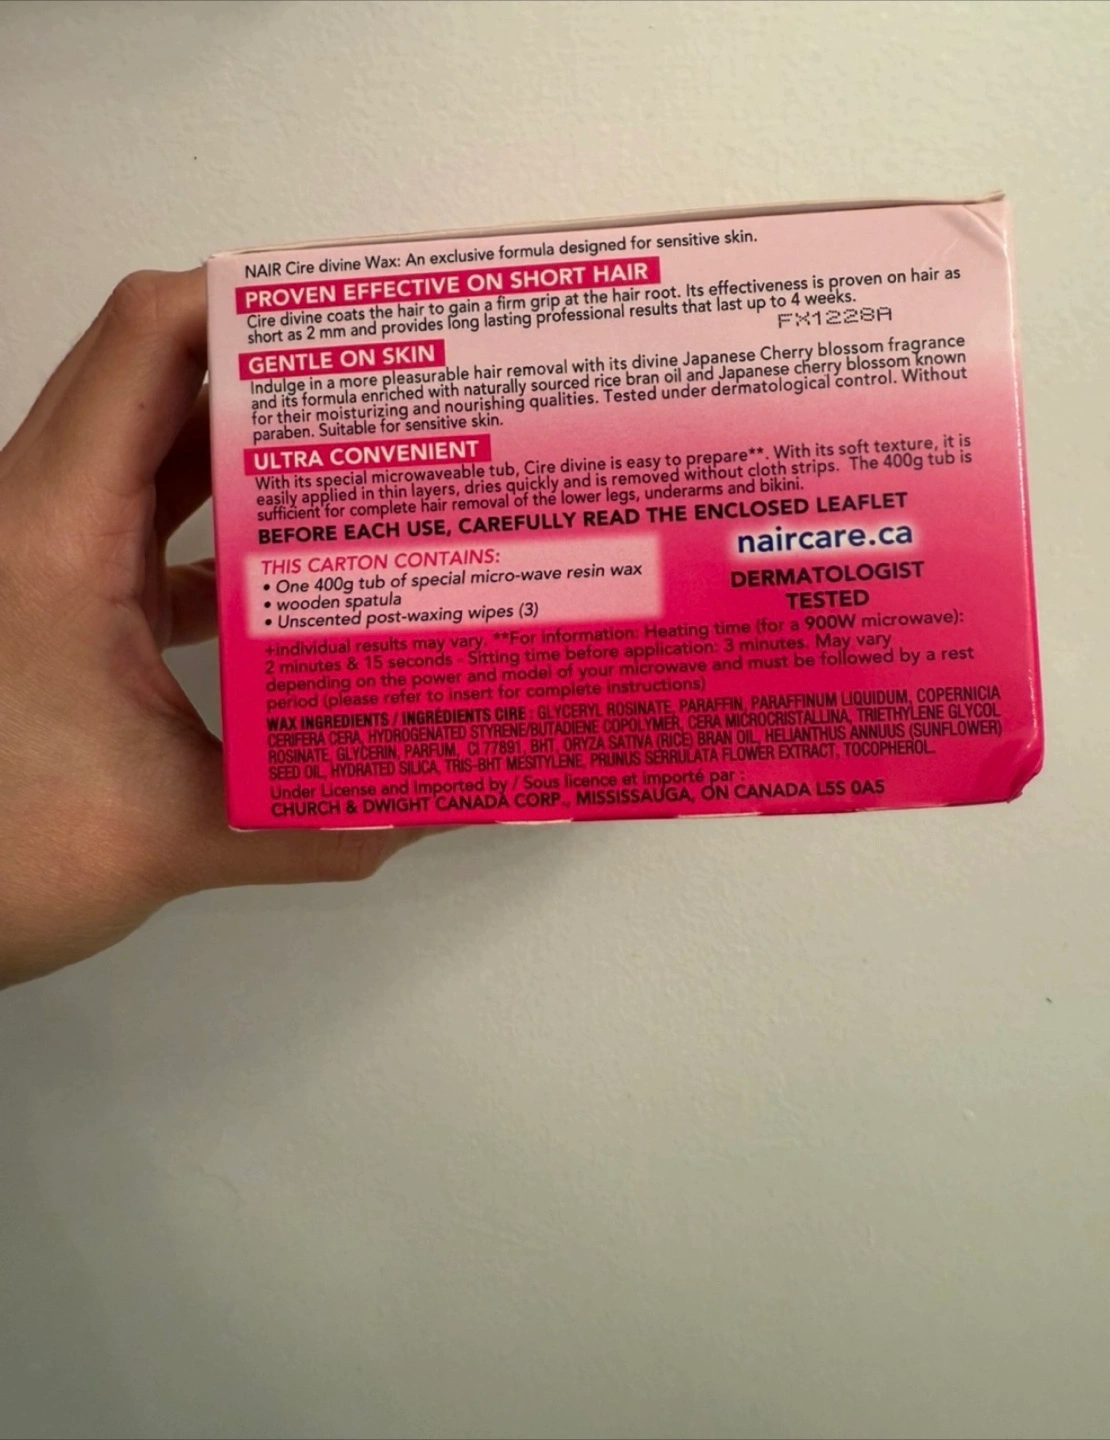 NAIR Cire divine Wax: An exclusive formula designed for sensitive skin.
PROVEN EFFECTIVE ON SHORT HAIR
Cire divine coats the hair to gain a firm grip at the hair root. Its effectiveness is proven on hair as
short as 2 mm and provides long lasting professional results that last up to 4 weeks.
FX1228A
GENTLE ON SKIN
Indulge in a more pleasurable hair removal with its divine Japanese Cherry blossom fragrance
and its formula enriched with naturally sourced rice bran oil and Japanese cherry blossom known
for their moisturizing and nourishing qualities. Tested under dermatological control. Without
paraben. Suitable for sensitive skin.
ULTRA CONVENIENT
With its special microwaveable tub, Cire divine is easy to prepare**. With its soft texture, it is
easily applied in thin layers, dries quickly and is removed without cloth strips. The 400g tub is
sufficient for complete hair removal of the lower legs, underarms and bikini.
BEFORE EACH USE, CAREFULLY READ THE ENCLOSED LEAFLET
THIS CARTON CONTAINS:
• One 400g tub of special micro-wave resin wax
• wooden spatula
• Unscented post-waxing wipes (3)
naircare.ca
DERMATOLOGIST
TESTED
+individual results may vary. **For information: Heating time (for a 900W microwave):
2 minutes & 15 seconds - Sitting time before application: 3 minutes. May vary
depending on the power and model of your microwave and must be followed by a rest
period (please refer to insert for complete instructions)
WAX INGREDIENTS / INGRÉDIENTS CIRE : GLYCERYL ROSINATE, PARAFFIN, PARAFFINUM LIQUIDUM, COPERNICIA
CERIFERA CERA, HYDROGENATED STYRENE/BUTADIENE COPOLYMER, CERA MICROCRISTALLINA, TRIETHYLENE GLYCOL
ROSINATE, GLYCERIN, PARFUM, CI 77891, BHT, ORYZA SATIVA (RICE) BRAN OIL, HELIANTHUS ANNUUS (SUNFLOWER)
SEED OIL, HYDRATED SILICA, TRIS-BHT MESITYLENE, PRUNUS SERRULATA FLOWER EXTRACT, TOCOPHEROL.
Under License and Imported by / Sous licence et importé par :
CHURCH & DWIGHT CANADA CORP., MISSISSAUGA, ON CANADA L5S 0A5